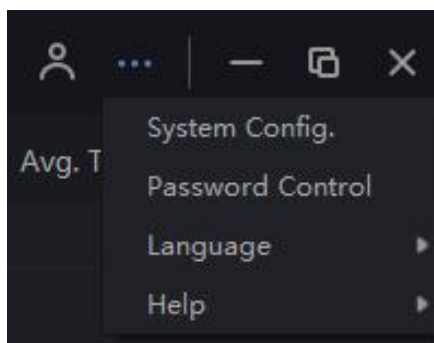 System Config.
Avg. T
Password Control
Language
Help